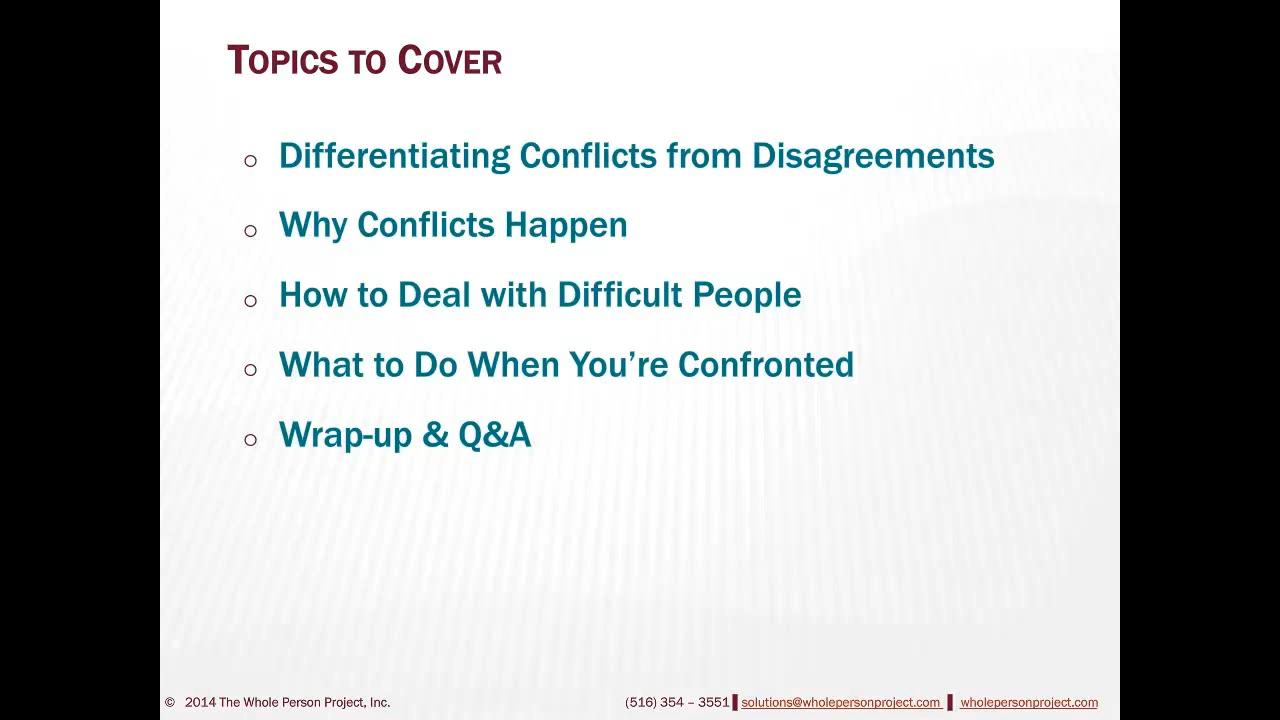 Topics to Cover
Differentiating Conflicts from Disagreements
Why Conflicts Happen
How to Deal with Difficult People
What to Do When You’re Confronted
Wrap-up & Q&A
© 2014 The Whole Person Project, Inc. (516) 354 – 3551 solutions@wholepersonproject.com wholepersonproject.com